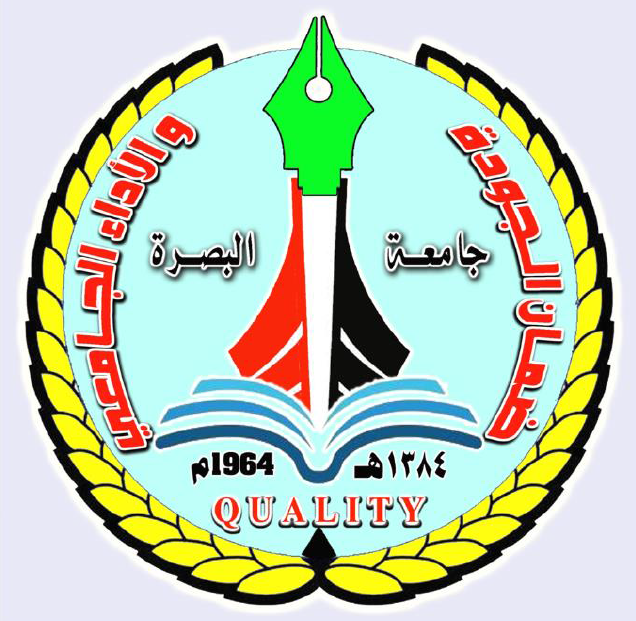 ضمان الجودة
و الأداء الجامعي
جامعة البصرة
١٣٨٤هـ 1964م
QUALITY